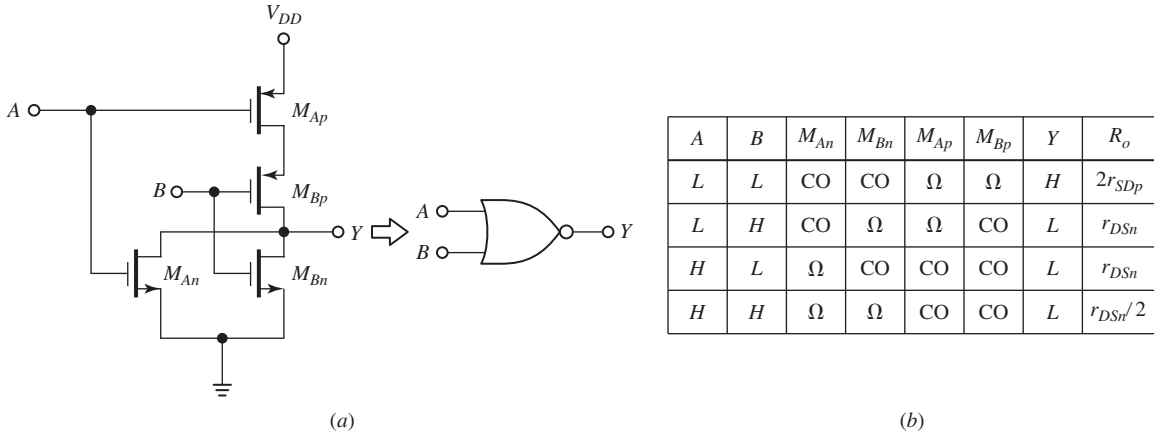 V_DD
A
M_Ap
B
M_Bp
Y
M_An
M_Bn
A
B
Y
(a)
A B M_An M_Bn M_Ap M_Bp Y R_o
L L CO CO Ω Ω H 2r_SDp
L H CO Ω Ω CO L r_DSn
H L Ω CO CO CO L r_DSn
H H Ω Ω CO CO L r_DSn/2
(b)